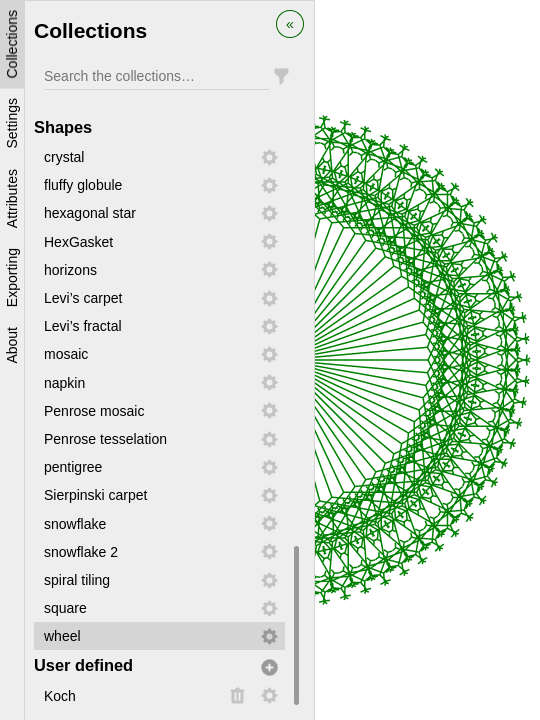 Collections
Settings
Attributes
Exporting
About
Collections
«
Search the collections…
Shapes
crystal
fluffy globule
hexagonal star
HexGasket
horizons
Levi’s carpet
Levi’s fractal
mosaic
napkin
Penrose mosaic
Penrose tesselation
pentigree
Sierpinski carpet
snowflake
snowflake 2
spiral tiling
square
wheel
User defined
Koch